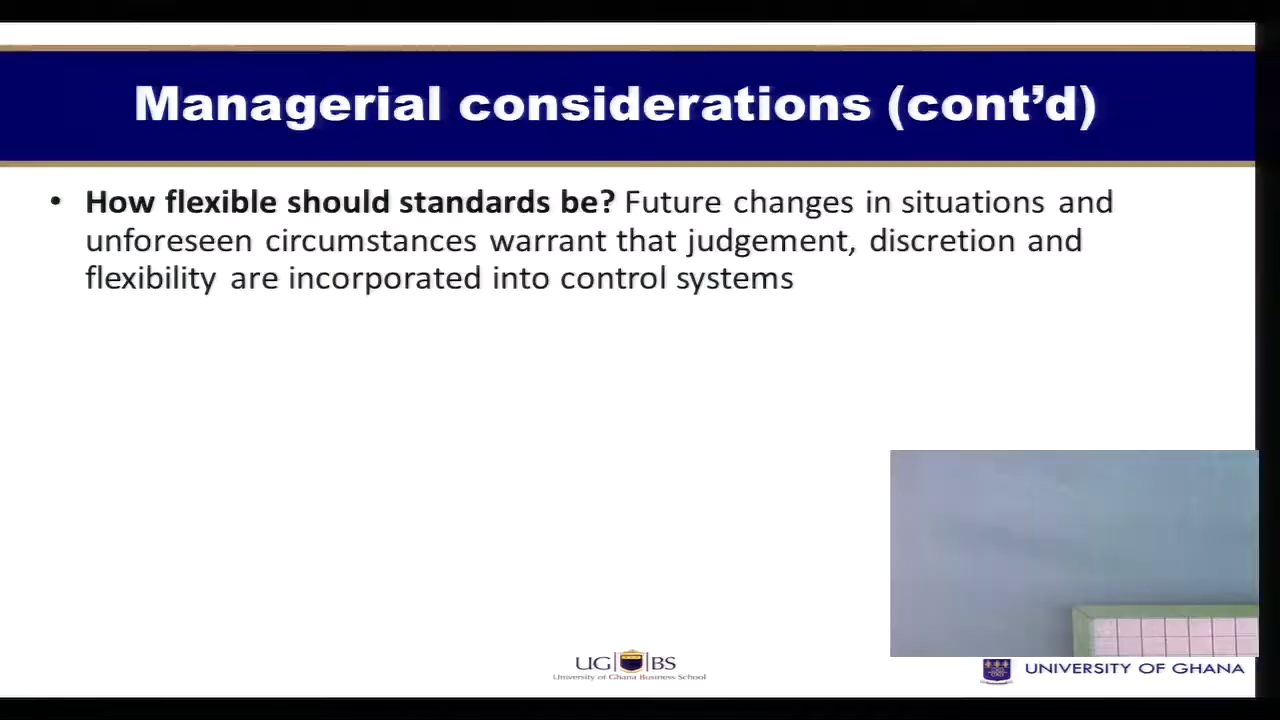 Managerial considerations (cont’d)
• How flexible should standards be? Future changes in situations and
unforeseen circumstances warrant that judgement, discretion and
flexibility are incorporated into control systems
UG BS
University of Ghana Business School
UNIVERSITY OF GHANA